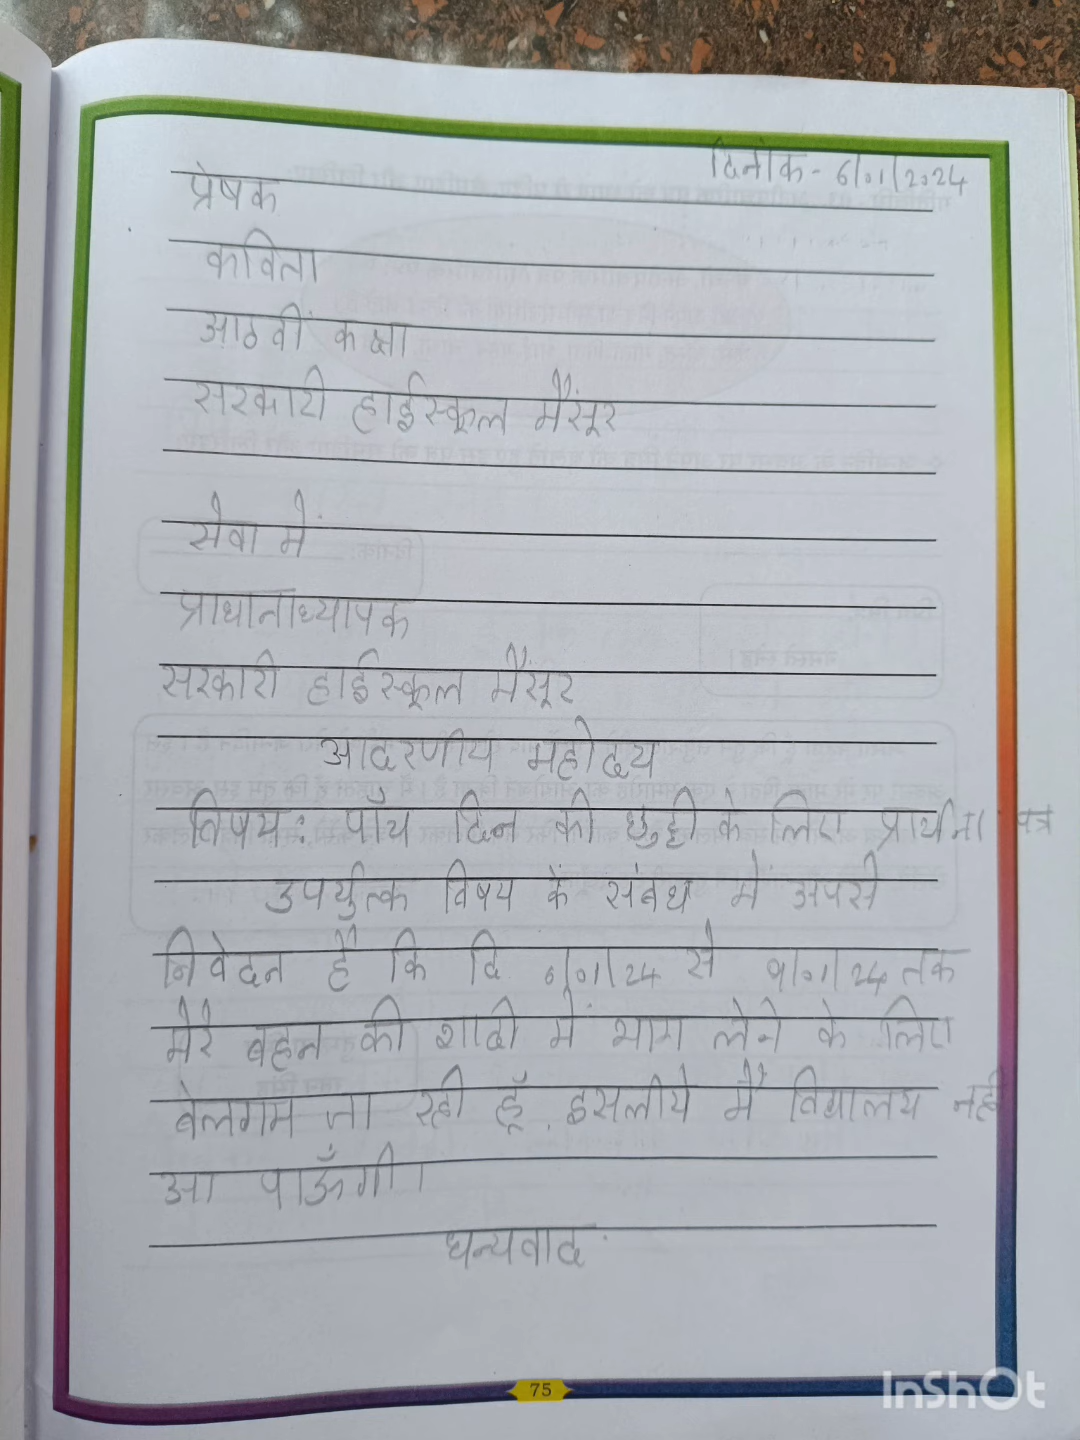 दिनांक - 6/01/2024
प्रेषक
कविता
आठवीं कक्षा
सरकारी हाईस्कूल मैसूर
सेवा में
प्राधानाध्यापक
सरकारी हाईस्कूल मैसूर
आदरणीय महोदय
विषय: पाँच दिन की छुट्टी के लिए प्रार्थना पत्र
उपर्युत्क विषय के संबंध में अपसे
निवेदन है कि दि 6/01/24 से 9/01/24 तक
मेरे बहन की शादी में भाग लेने के लिए
बेलगम जा रही हूँ. इसलीये मैं विद्यालय नही
आ पाऊँगी।
धन्यवाद.
75
InShOt